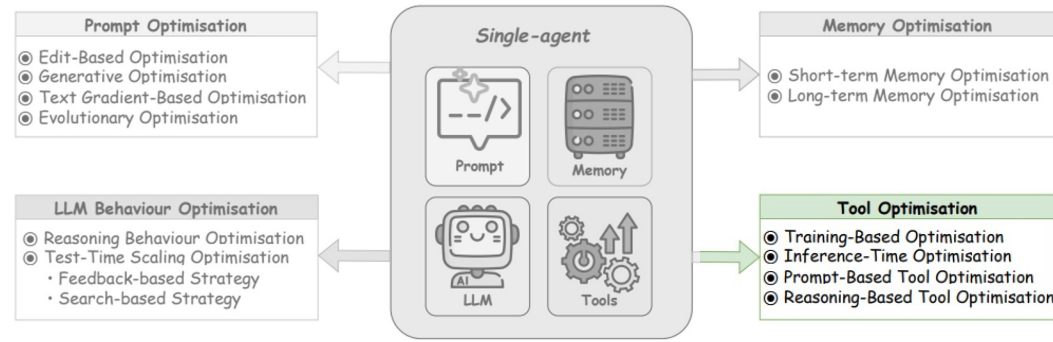 Prompt Optimisation
Edit-Based Optimisation
Generative Optimisation
Text Gradient-Based Optimisation
Evolutionary Optimisation
LLM Behaviour Optimisation
Reasoning Behaviour Optimisation
Test-Time Scaling Optimisation
• Feedback-based Strategy
• Search-based Strategy
Single-agent
Prompt
Memory
AI
LLM
Tools
Memory Optimisation
Short-term Memory Optimisation
Long-term Memory Optimisation
Tool Optimisation
Training-Based Optimisation
Inference-Time Optimisation
Prompt-Based Tool Optimisation
Reasoning-Based Tool Optimisation